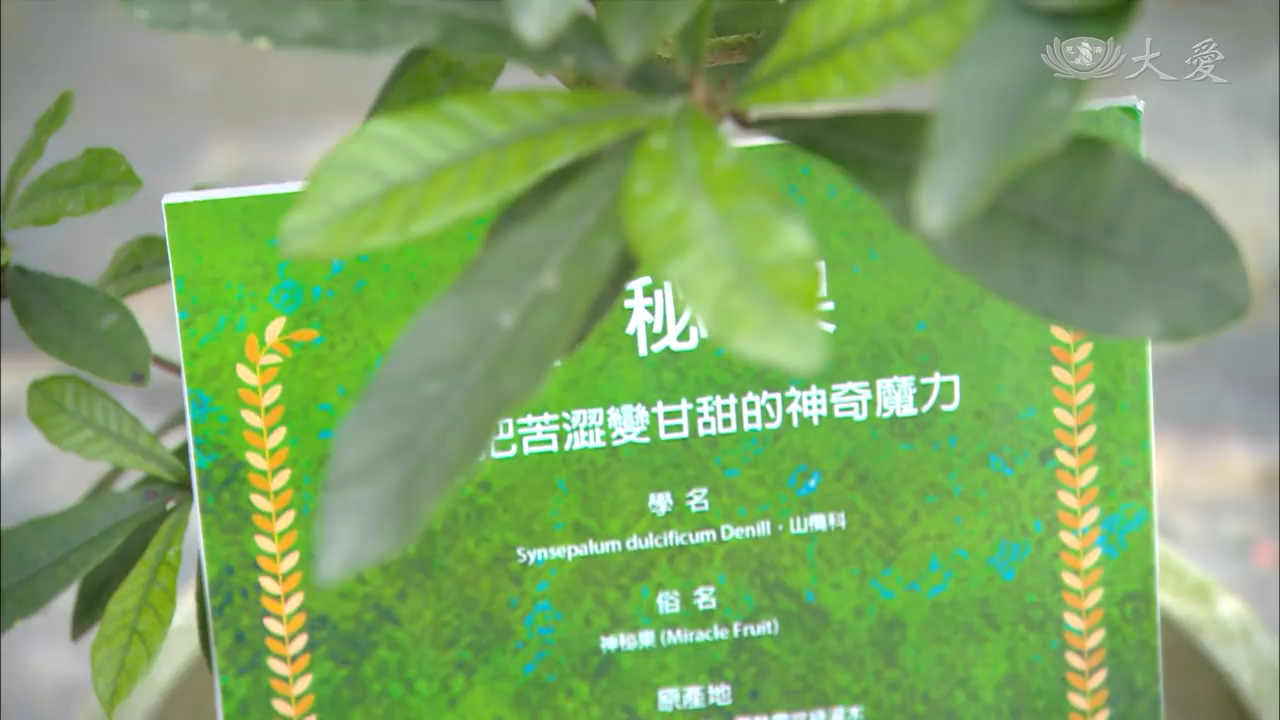 大愛
秘
把苦澀變甘甜的神奇魔力
學名
Synsepalum dulcificum Denill・山欖科
俗名
神秘果 (Miracle Fruit)
原產地